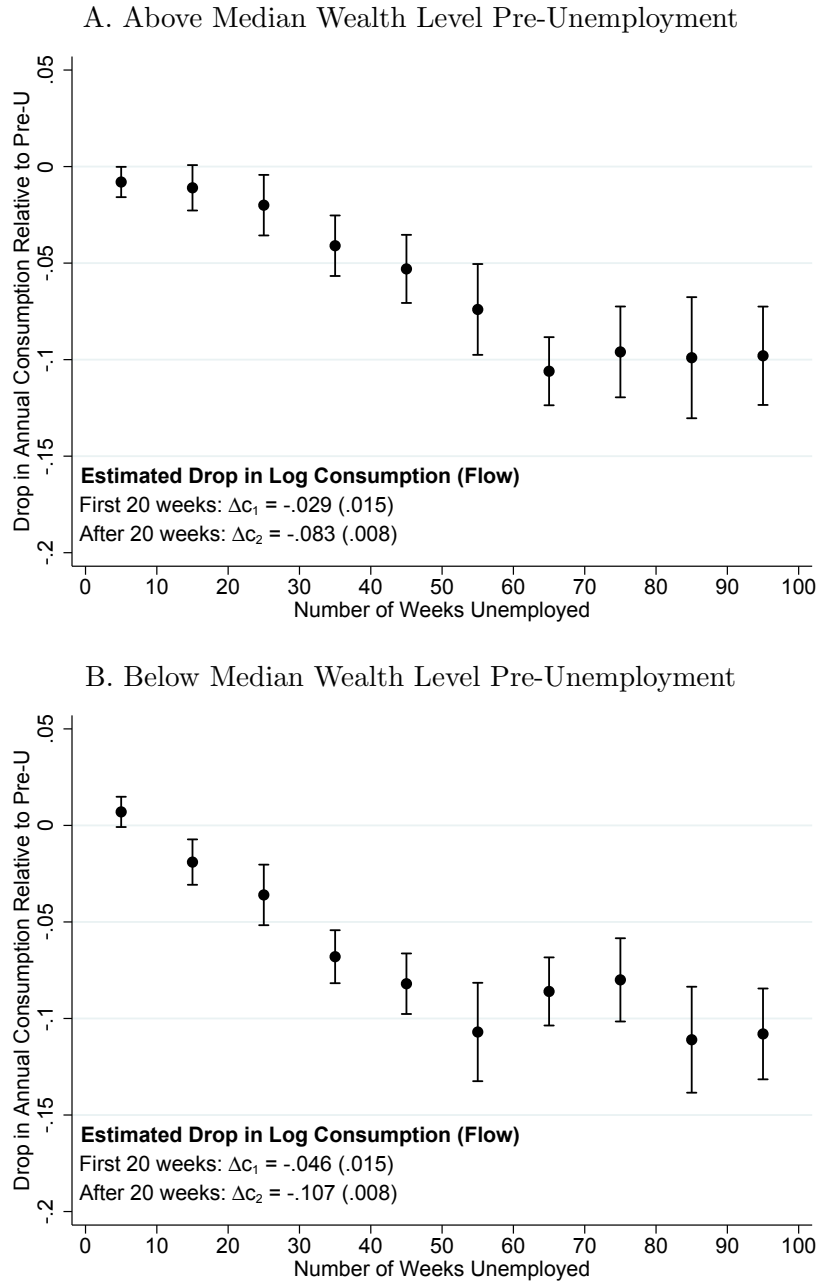 A. Above Median Wealth Level Pre-Unemployment
Drop in Annual Consumption Relative to Pre-U
.05
0
-.05
-.1
-.15
-.2
Estimated Drop in Log Consumption (Flow)
First 20 weeks: Δc₁ = -.029 (.015)
After 20 weeks: Δc₂ = -.083 (.008)
0 10 20 30 40 50 60 70 80 90 100
Number of Weeks Unemployed
B. Below Median Wealth Level Pre-Unemployment
Drop in Annual Consumption Relative to Pre-U
.05
0
-.05
-.1
-.15
-.2
Estimated Drop in Log Consumption (Flow)
First 20 weeks: Δc₁ = -.046 (.015)
After 20 weeks: Δc₂ = -.107 (.008)
0 10 20 30 40 50 60 70 80 90 100
Number of Weeks Unemployed